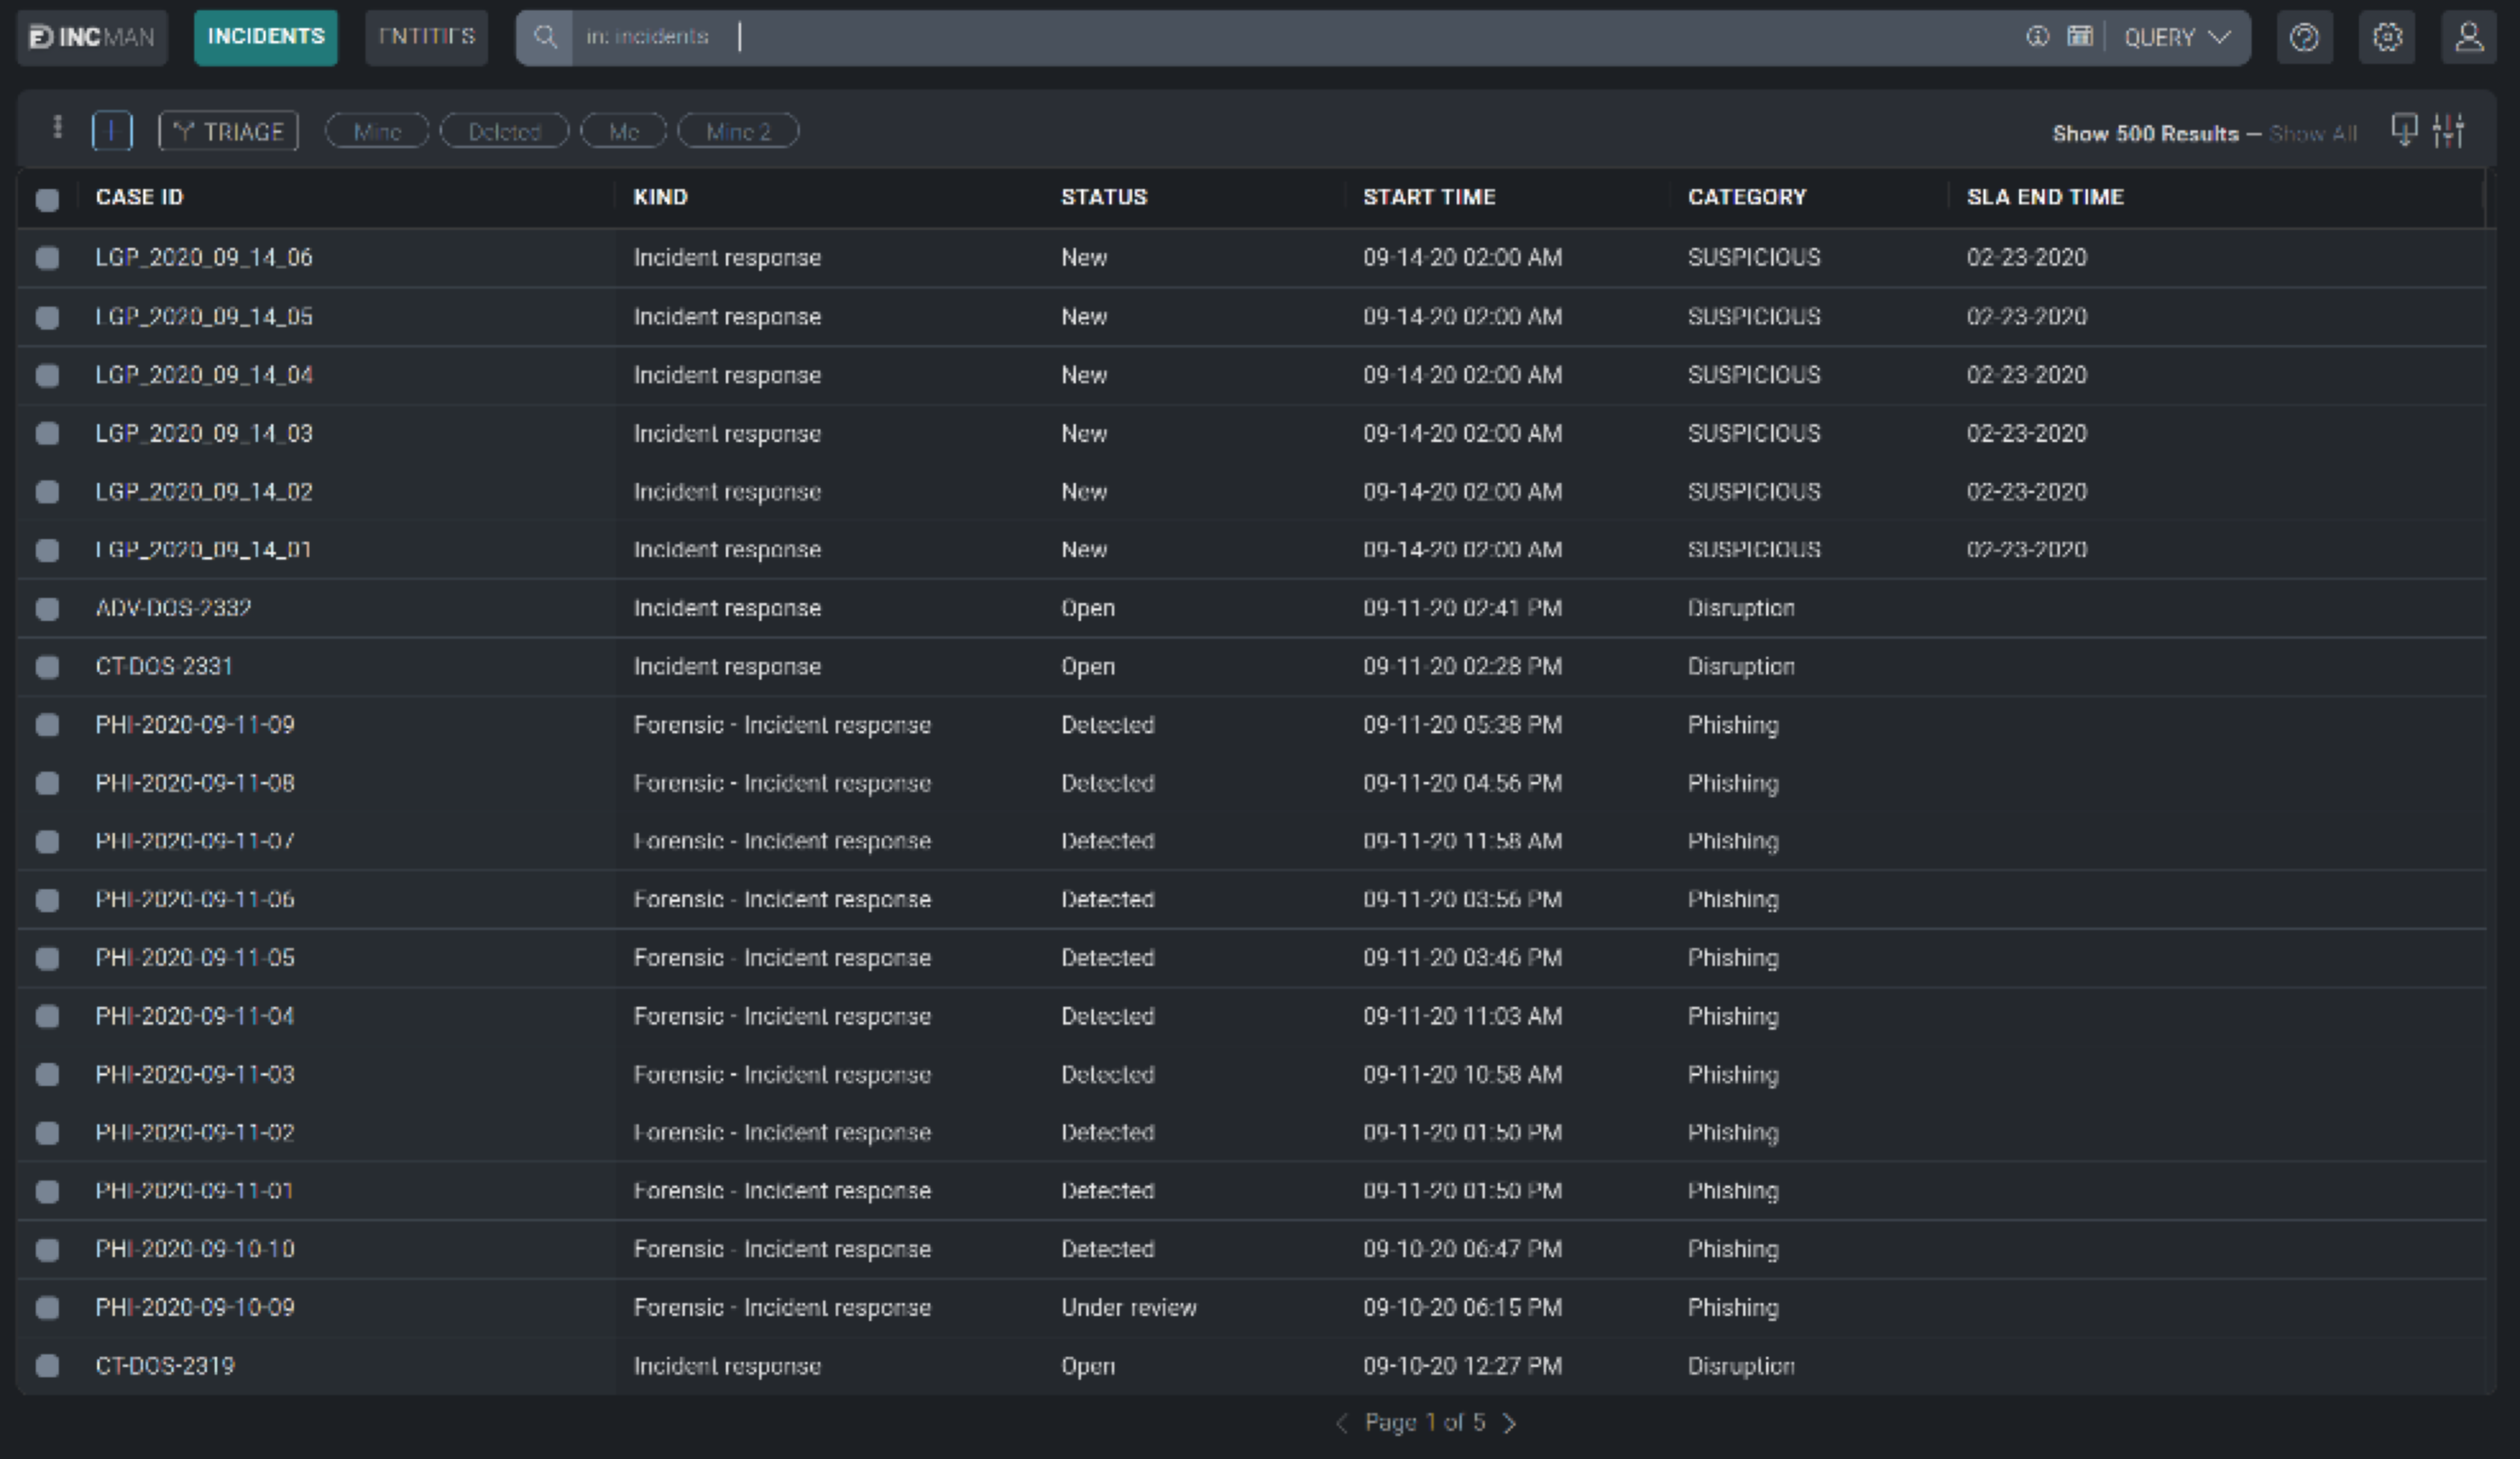 INCMAN INCIDENTS ENTITIES in: incidents QUERY
TRIAGE Mine Deleted Me Mine 2 Show 500 Results — Show All
CASE ID KIND STATUS START TIME CATEGORY SLA END TIME
LGP_2020_09_14_06 Incident response New 09-14-20 02:00 AM SUSPICIOUS 02-23-2020
LGP_2020_09_14_05 Incident response New 09-14-20 02:00 AM SUSPICIOUS 02-23-2020
LGP_2020_09_14_04 Incident response New 09-14-20 02:00 AM SUSPICIOUS 02-23-2020
LGP_2020_09_14_03 Incident response New 09-14-20 02:00 AM SUSPICIOUS 02-23-2020
LGP_2020_09_14_02 Incident response New 09-14-20 02:00 AM SUSPICIOUS 02-23-2020
LGP_2020_09_14_01 Incident response New 09-14-20 02:00 AM SUSPICIOUS 02-23-2020
ADV-DOS-2332 Incident response Open 09-11-20 02:41 PM Disruption
CT-DOS-2331 Incident response Open 09-11-20 02:28 PM Disruption
PHI-2020-09-11-09 Forensic - Incident response Detected 09-11-20 05:38 PM Phishing
PHI-2020-09-11-08 Forensic - Incident response Detected 09-11-20 04:56 PM Phishing
PHI-2020-09-11-07 Forensic - Incident response Detected 09-11-20 11:58 AM Phishing
PHI-2020-09-11-06 Forensic - Incident response Detected 09-11-20 03:56 PM Phishing
PHI-2020-09-11-05 Forensic - Incident response Detected 09-11-20 03:46 PM Phishing
PHI-2020-09-11-04 Forensic - Incident response Detected 09-11-20 11:03 AM Phishing
PHI-2020-09-11-03 Forensic - Incident response Detected 09-11-20 10:58 AM Phishing
PHI-2020-09-11-02 Forensic - Incident response Detected 09-11-20 01:50 PM Phishing
PHI-2020-09-11-01 Forensic - Incident response Detected 09-11-20 01:50 PM Phishing
PHI-2020-09-10-10 Forensic - Incident response Detected 09-10-20 06:47 PM Phishing
PHI-2020-09-10-09 Forensic - Incident response Under review 09-10-20 06:15 PM Phishing
CT-DOS-2319 Incident response Open 09-10-20 12:27 PM Disruption
Page 1 of 5